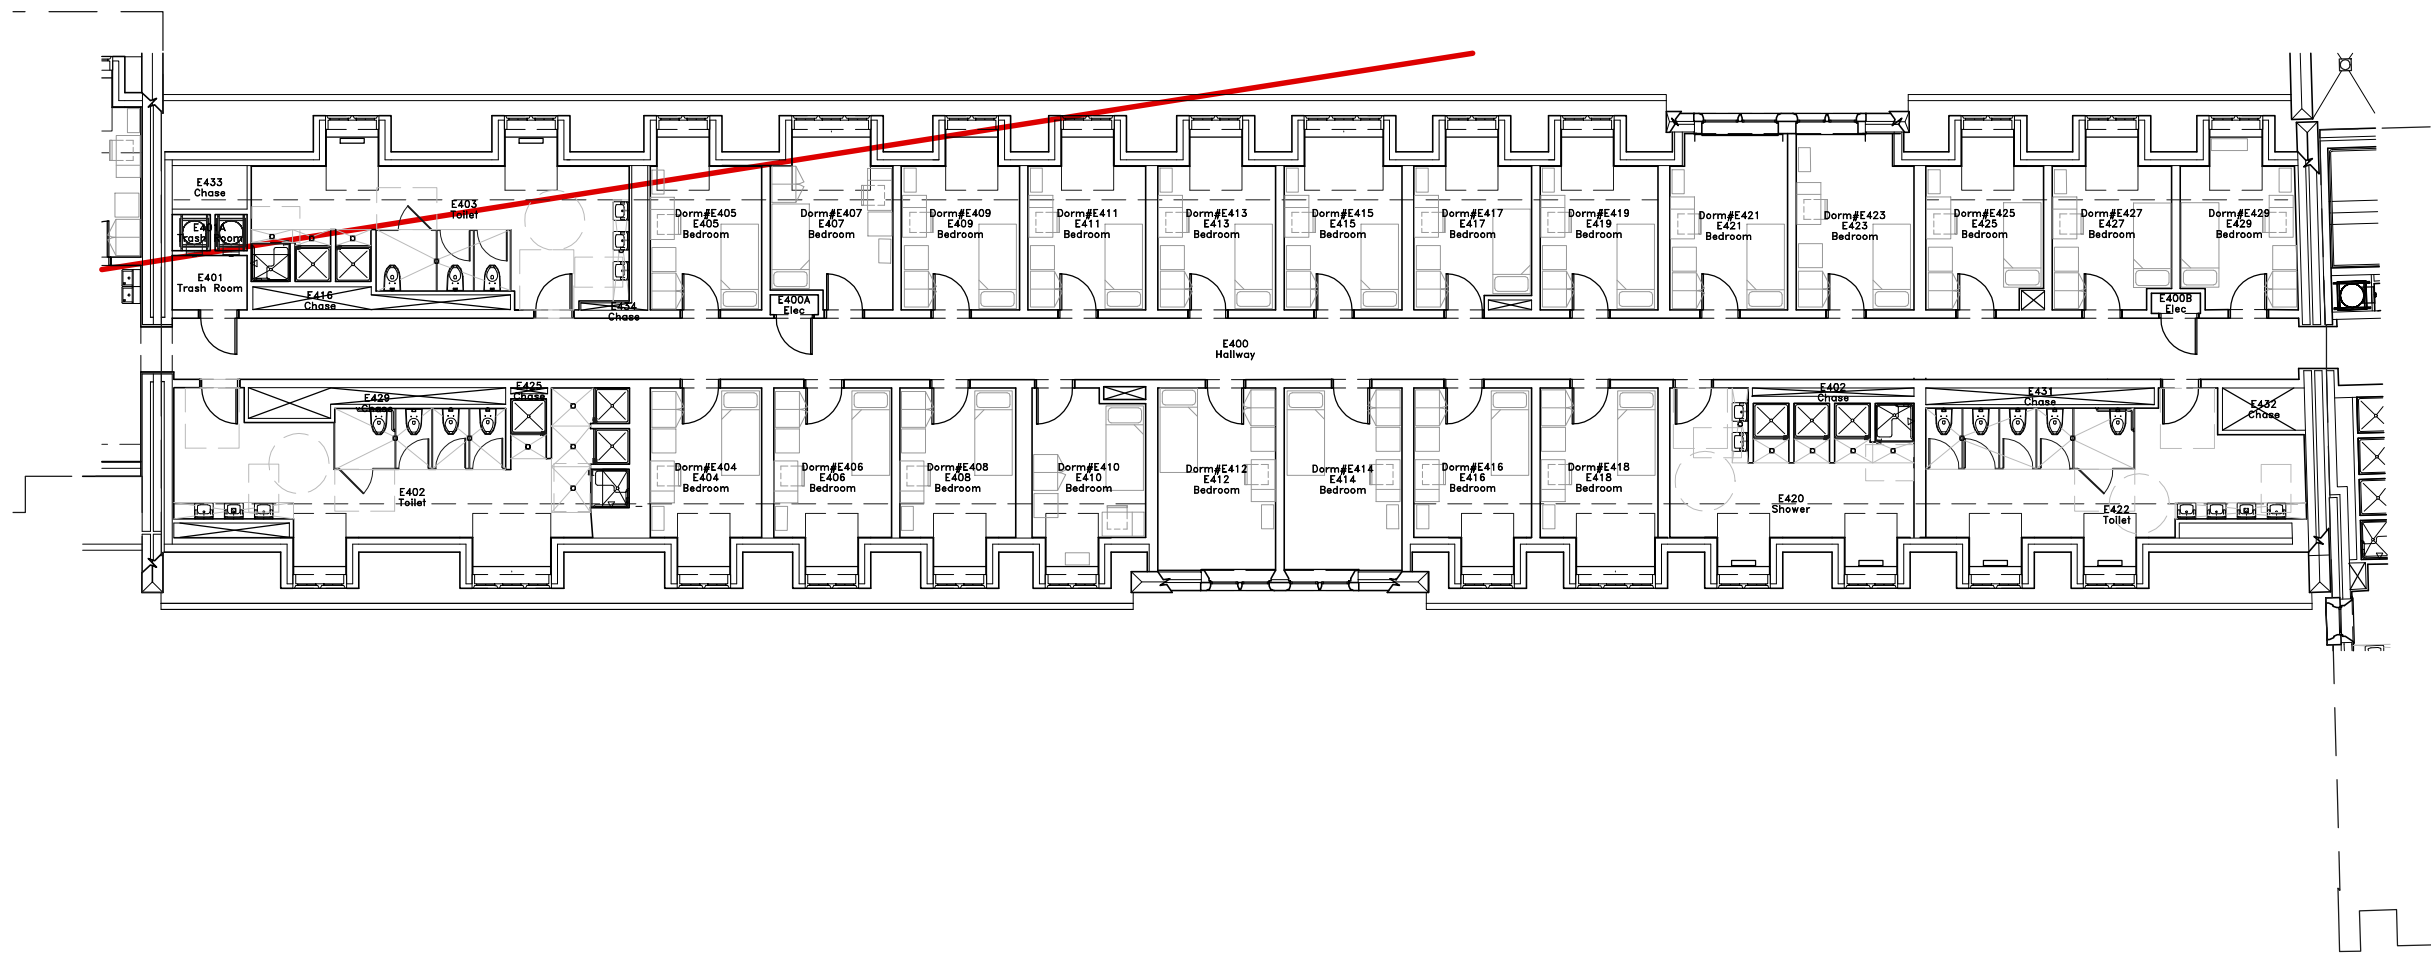 E433
Chase
E403
Toilet
E401A
Trash Room
E401
Trash Room
E416
Chase
E434
Chase
Dorm#E405
E405
Bedroom
Dorm#E407
E407
Bedroom
E400A
Elec
Dorm#E409
E409
Bedroom
Dorm#E411
E411
Bedroom
Dorm#E413
E413
Bedroom
Dorm#E415
E415
Bedroom
Dorm#E417
E417
Bedroom
Dorm#E419
E419
Bedroom
Dorm#E421
E421
Bedroom
Dorm#E423
E423
Bedroom
Dorm#E425
E425
Bedroom
Dorm#E427
E427
Bedroom
Dorm#E429
E429
Bedroom
E400B
Elec
E400
Hallway
E429
Chase
E425
Chase
E402
Toilet
Dorm#E404
E404
Bedroom
Dorm#E406
E406
Bedroom
Dorm#E408
E408
Bedroom
Dorm#E410
E410
Bedroom
Dorm#E412
E412
Bedroom
Dorm#E414
E414
Bedroom
Dorm#E416
E416
Bedroom
Dorm#E418
E418
Bedroom
E402
Chase
E420
Shower
E431
Chase
E422
Toilet
E432
Chase